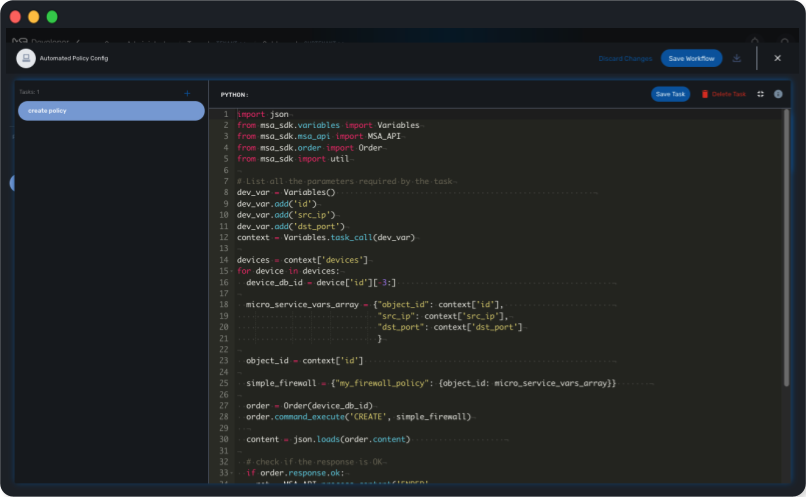 Automated Policy Config
Discard Changes
Save Workflow
Tasks: 1
create policy
PYTHON:
Save Task
Delete Task
1 import json
2 from msa_sdk.variables import Variables
3 from msa_sdk.msa_api import MSA_API
4 from msa_sdk.order import Order
5 from msa_sdk import util
6
7 # List all the parameters required by the task
8 dev_var = Variables()
9 dev_var.add('id')
10 dev_var.add('src_ip')
11 dev_var.add('dst_port')
12 context = Variables.task_call(dev_var)
13
14 devices = context['devices']
15 for device in devices:
16 device_db_id = device['id'][-3:]
17
18 micro_service_vars_array = {"object_id": context['id'],
19 "src_ip": context['src_ip'],
20 "dst_port": context['dst_port']
21 }
22
23 object_id = context['id']
24
25 simple_firewall = {"my_firewall_policy": {object_id: micro_service_vars_array}}
26
27 order = Order(device_db_id)
28 order.command_execute('CREATE', simple_firewall)
29
30 content = json.loads(order.content)
31
32 # check if the response is OK
33 if order.response.ok: